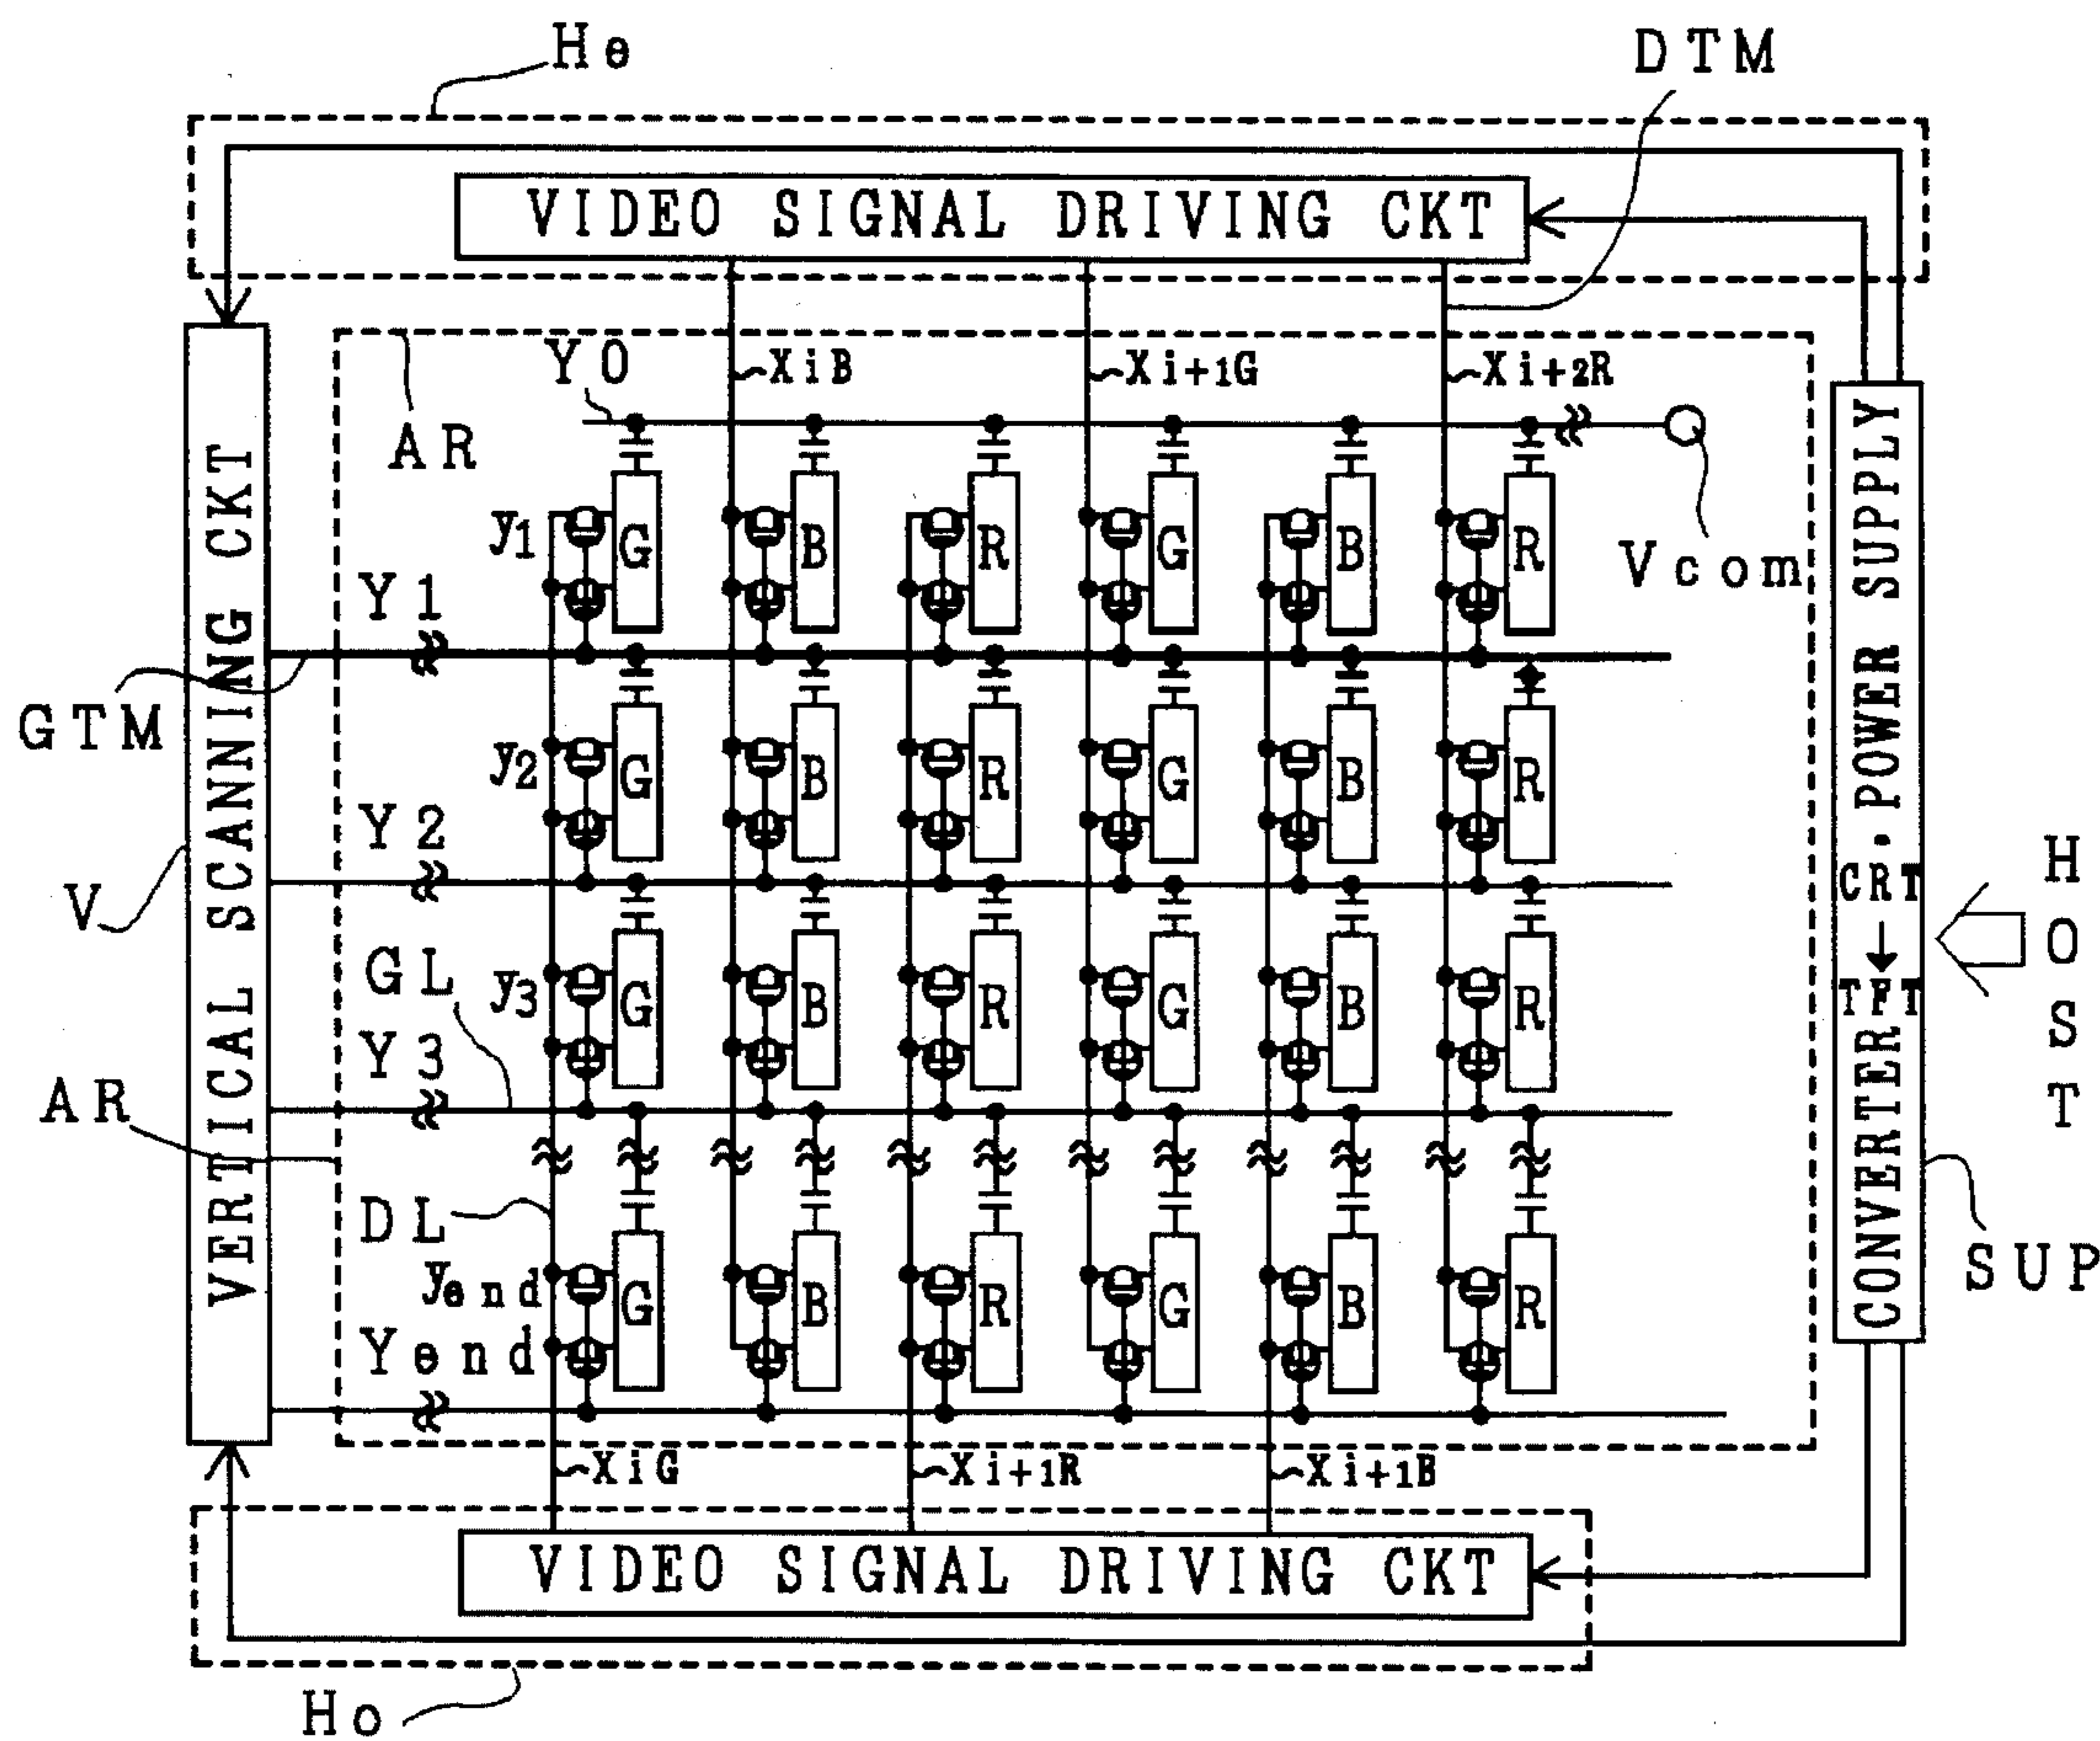 He
DTM
VIDEO SIGNAL DRIVING CKT
Y0
XiB
Xi+1G
Xi+2R
AR
Vcom
VERTICAL SCANNING CKT
y1
G B R G B R
Y1
GTM
y2
G B R G B R
Y2
V
GL
y3
G B R G B R
Y3
AR
DL
yend
G B R G B R
Yend
CONVERTER · POWER SUPPLY
CRT
↓
TFT
HOST
SUP
XiG
Xi+1R
Xi+1B
VIDEO SIGNAL DRIVING CKT
Ho